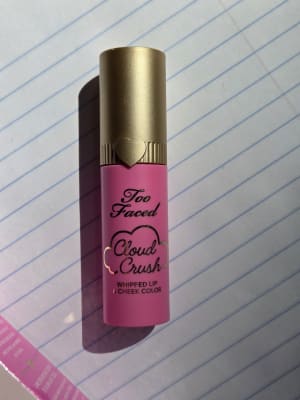 Too
Faced
Cloud
Crush
WHIPPED LIP
& CHEEK COLOR